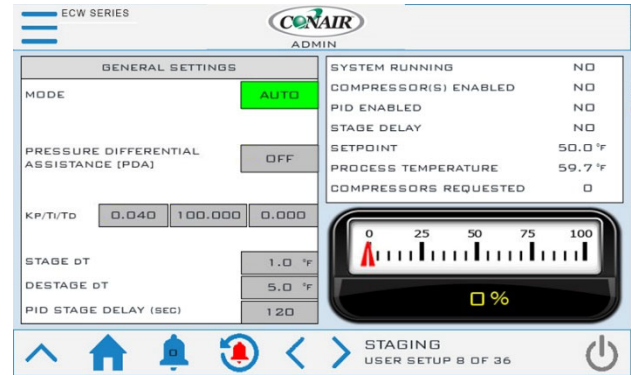 ECW SERIES
CONAIR
ADMIN
GENERAL SETTINGS
MODE AUTO
PRESSURE DIFFERENTIAL
ASSISTANCE (PDA) OFF
KP/TI/TD 0.040 100.000 0.000
STAGE DT 1.0 °F
DESTAGE DT 5.0 °F
PID STAGE DELAY (SEC) 120
SYSTEM RUNNING NO
COMPRESSOR(S) ENABLED NO
PID ENABLED NO
STAGE DELAY NO
SETPOINT 50.0 °F
PROCESS TEMPERATURE 59.7 °F
COMPRESSORS REQUESTED 0
0 25 50 75 100
0 %
0
STAGING
USER SETUP 8 OF 36